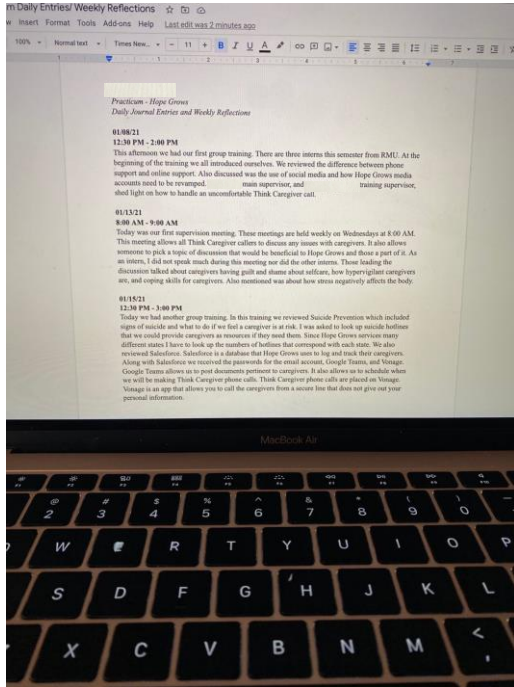 m Daily Entries/ Weekly Reflections
w Insert Format Tools Add-ons Help Last edit was 2 minutes ago
100% Normal text Times New... - 11 + B I U A
1 1 2 3 4 5 6 7
Practicum - Hope Grows
Daily Journal Entries and Weekly Reflections
01/08/21
12:30 PM - 2:00 PM
This afternoon we had our first group training. There are three interns this semester from RMU. At the
beginning of the training we all introduced ourselves. We reviewed the difference between phone
support and online support. Also discussed was the use of social media and how Hope Grows media
accounts need to be revamped. main supervisor, and training supervisor,
shed light on how to handle an uncomfortable Think Caregiver call.
01/13/21
8:00 AM - 9:00 AM
Today was our first supervision meeting. These meetings are held weekly on Wednesdays at 8:00 AM.
This meeting allows all Think Caregiver callers to discuss any issues with caregivers. It also allows
someone to pick a topic of discussion that would be beneficial to Hope Grows and those a part of it. As
an intern, I did not speak much during this meeting nor did the other interns. Those leading the
discussion talked about caregivers having guilt and shame about selfcare, how hypervigilant caregivers
are, and coping skills for caregivers. Also mentioned was about how stress negatively affects the body.
01/15/21
12:30 PM - 3:00 PM
Today we had another group training. In this training we reviewed Suicide Prevention which included
signs of suicide and what to do if we feel a caregiver is at risk. I was asked to look up suicide hotlines
that we could provide caregivers as resources if they need them. Since Hope Grows services many
different states I have to look up the numbers of hotlines that correspond with each state. We also
reviewed Salesforce. Salesforce is a database that Hope Grows uses to log and track their caregivers.
Along with Salesforce we received the passwords for the email account, Google Teams, and Vonage.
Google Teams allows us to post documents pertinent to caregivers. It also allows us to schedule when
we will be making Think Caregiver phone calls. Think Caregiver phone calls are placed on Vonage.
Vonage is an app that allows you to call the caregivers from a secure line that does not give out your
personal information.
MacBook Air
@ # $ % ^ & * ( )
2 3 4 5 6 7 8 9 0
W E R T Y U I O P
S D F G H J K L
X C V B N M < ,